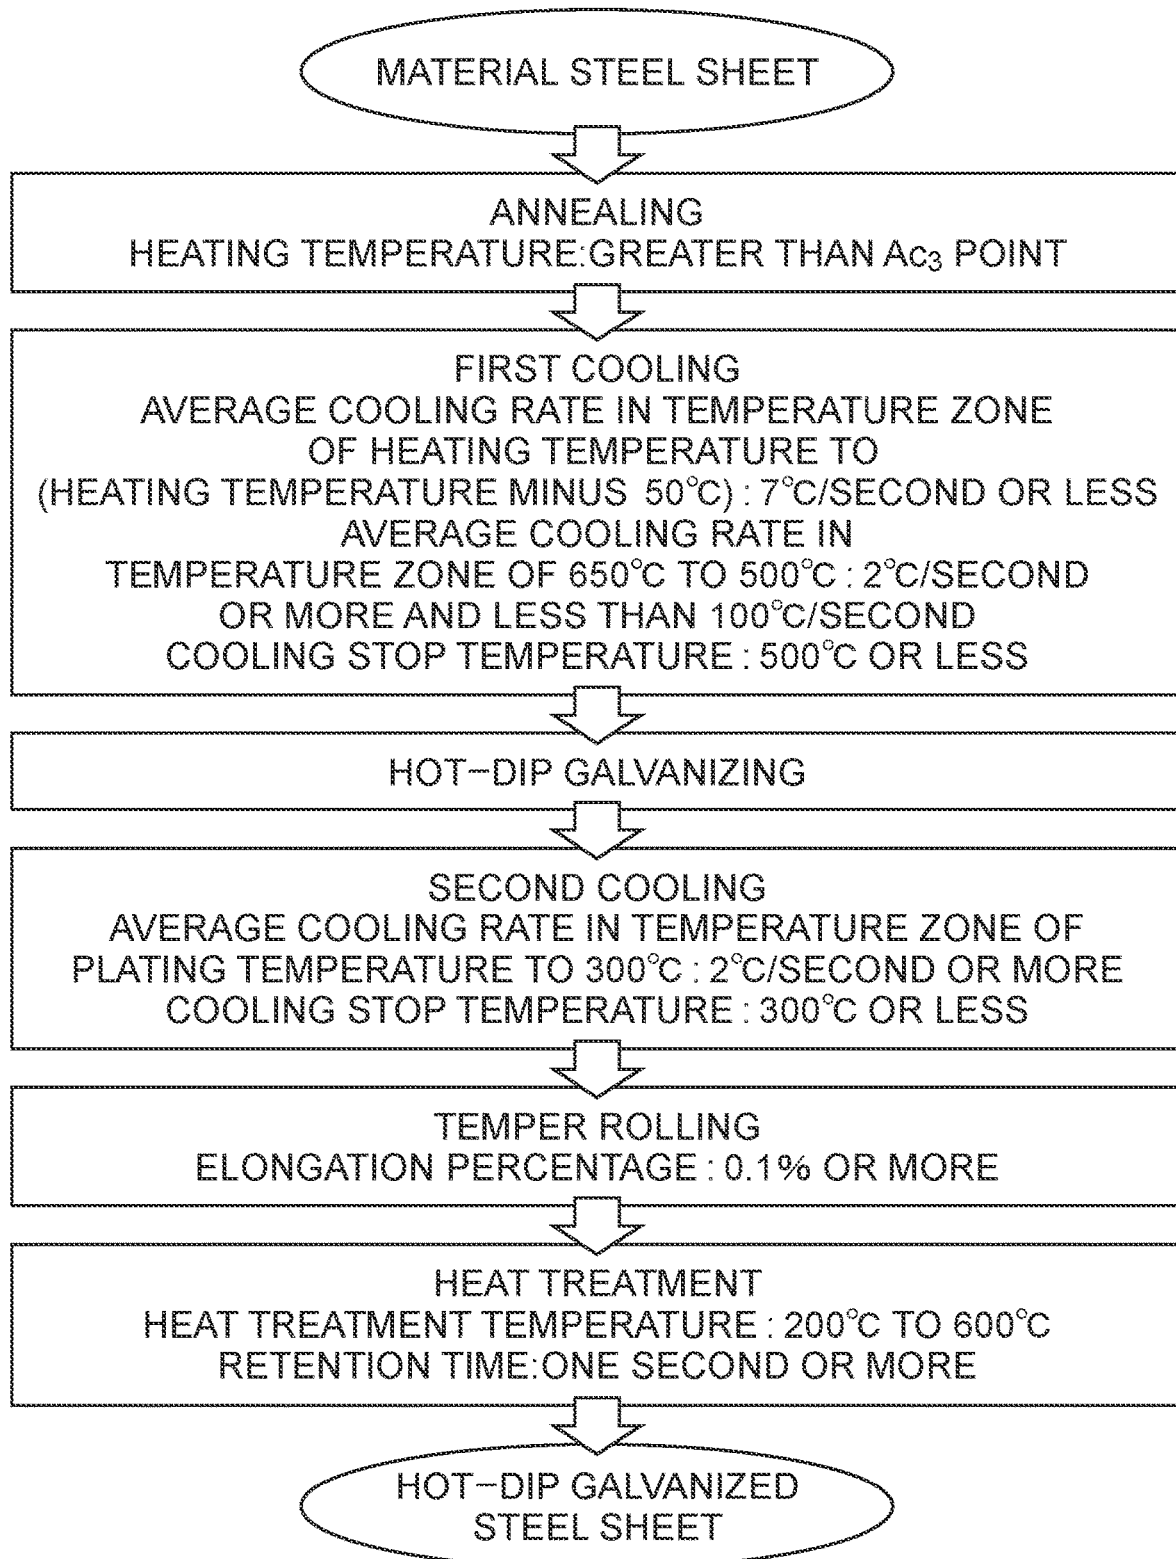 MATERIAL STEEL SHEET
ANNEALING
HEATING TEMPERATURE:GREATER THAN Ac₃ POINT
FIRST COOLING
AVERAGE COOLING RATE IN TEMPERATURE ZONE
OF HEATING TEMPERATURE TO
(HEATING TEMPERATURE MINUS 50℃) : 7℃/SECOND OR LESS
AVERAGE COOLING RATE IN
TEMPERATURE ZONE OF 650℃ TO 500℃ : 2℃/SECOND
OR MORE AND LESS THAN 100℃/SECOND
COOLING STOP TEMPERATURE : 500℃ OR LESS
HOT-DIP GALVANIZING
SECOND COOLING
AVERAGE COOLING RATE IN TEMPERATURE ZONE OF
PLATING TEMPERATURE TO 300℃ : 2℃/SECOND OR MORE
COOLING STOP TEMPERATURE : 300℃ OR LESS
TEMPER ROLLING
ELONGATION PERCENTAGE : 0.1% OR MORE
HEAT TREATMENT
HEAT TREATMENT TEMPERATURE : 200℃ TO 600℃
RETENTION TIME:ONE SECOND OR MORE
HOT-DIP GALVANIZED
STEEL SHEET